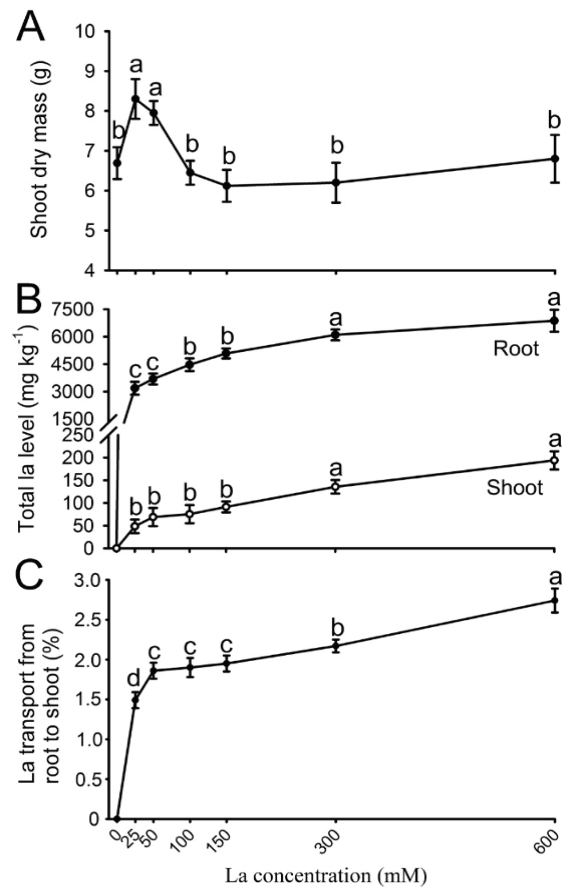 A
Shoot dry mass (g)
10
9
8
7
6
5
4
b
a
a
b
b
b
b
B
Total la level (mg kg⁻¹)
7500
6000
4500
3000
1500
250
200
150
100
50
0
c
c
b
b
a
a
Root
b
b
b
b
a
a
Shoot
C
La transport from
root to shoot (%)
3.0
2.5
2.0
1.5
1.0
0.5
0
d
c
c
c
b
a
0
25
50
100
150
300
600
La concentration (mM)